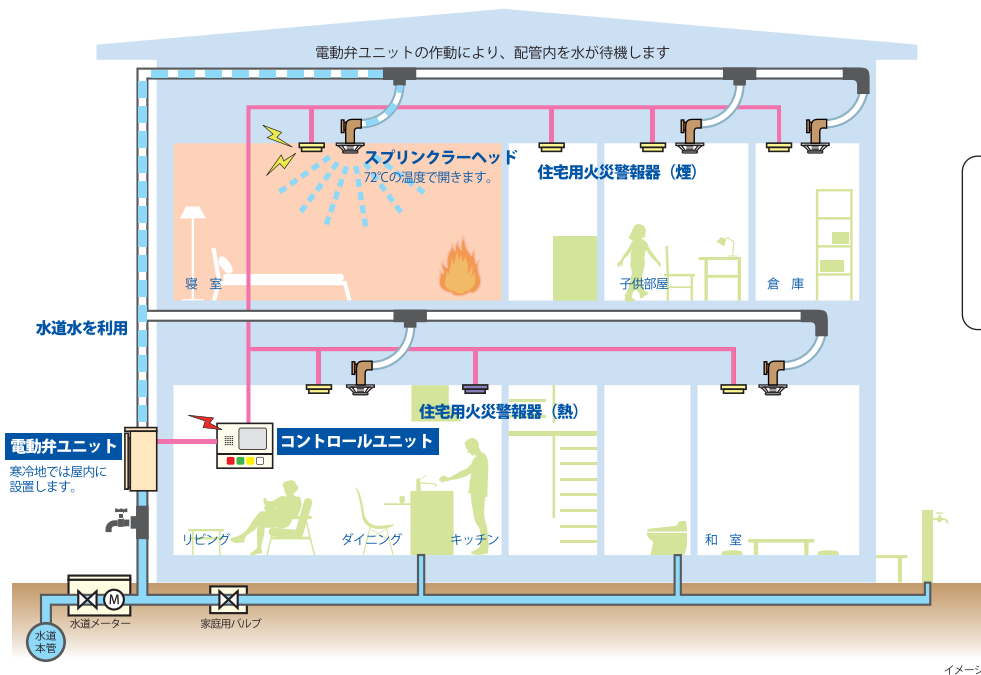 電動弁ユニットの作動により、配管内を水が待機します
スプリンクラーヘッド
72℃の温度で開きます。
住宅用火災警報器（煙）
寝　室
子供部屋
倉　庫
水道水を利用
住宅用火災警報器（熱）
電動弁ユニット
コントロールユニット
寒冷地では屋内に
設置します。
リビング
ダイニング
キッチン
和　室
M
水道メーター
家庭用バルブ
水道
本管
イメージ